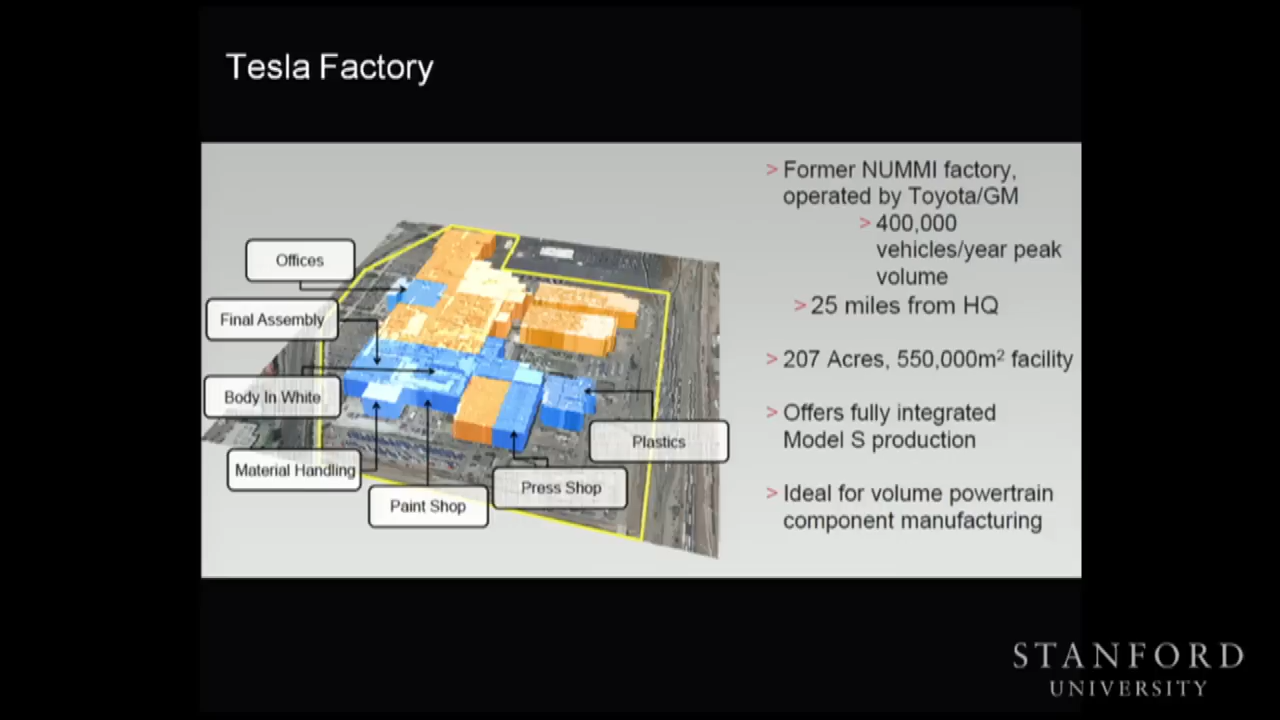 Tesla Factory
Offices
Final Assembly
Body In White
Material Handling
Paint Shop
Press Shop
Plastics
> Former NUMMI factory,
operated by Toyota/GM
> 400,000
vehicles/year peak
volume
> 25 miles from HQ
> 207 Acres, 550,000m² facility
> Offers fully integrated
Model S production
> Ideal for volume powertrain
component manufacturing
STANFORD
UNIVERSITY